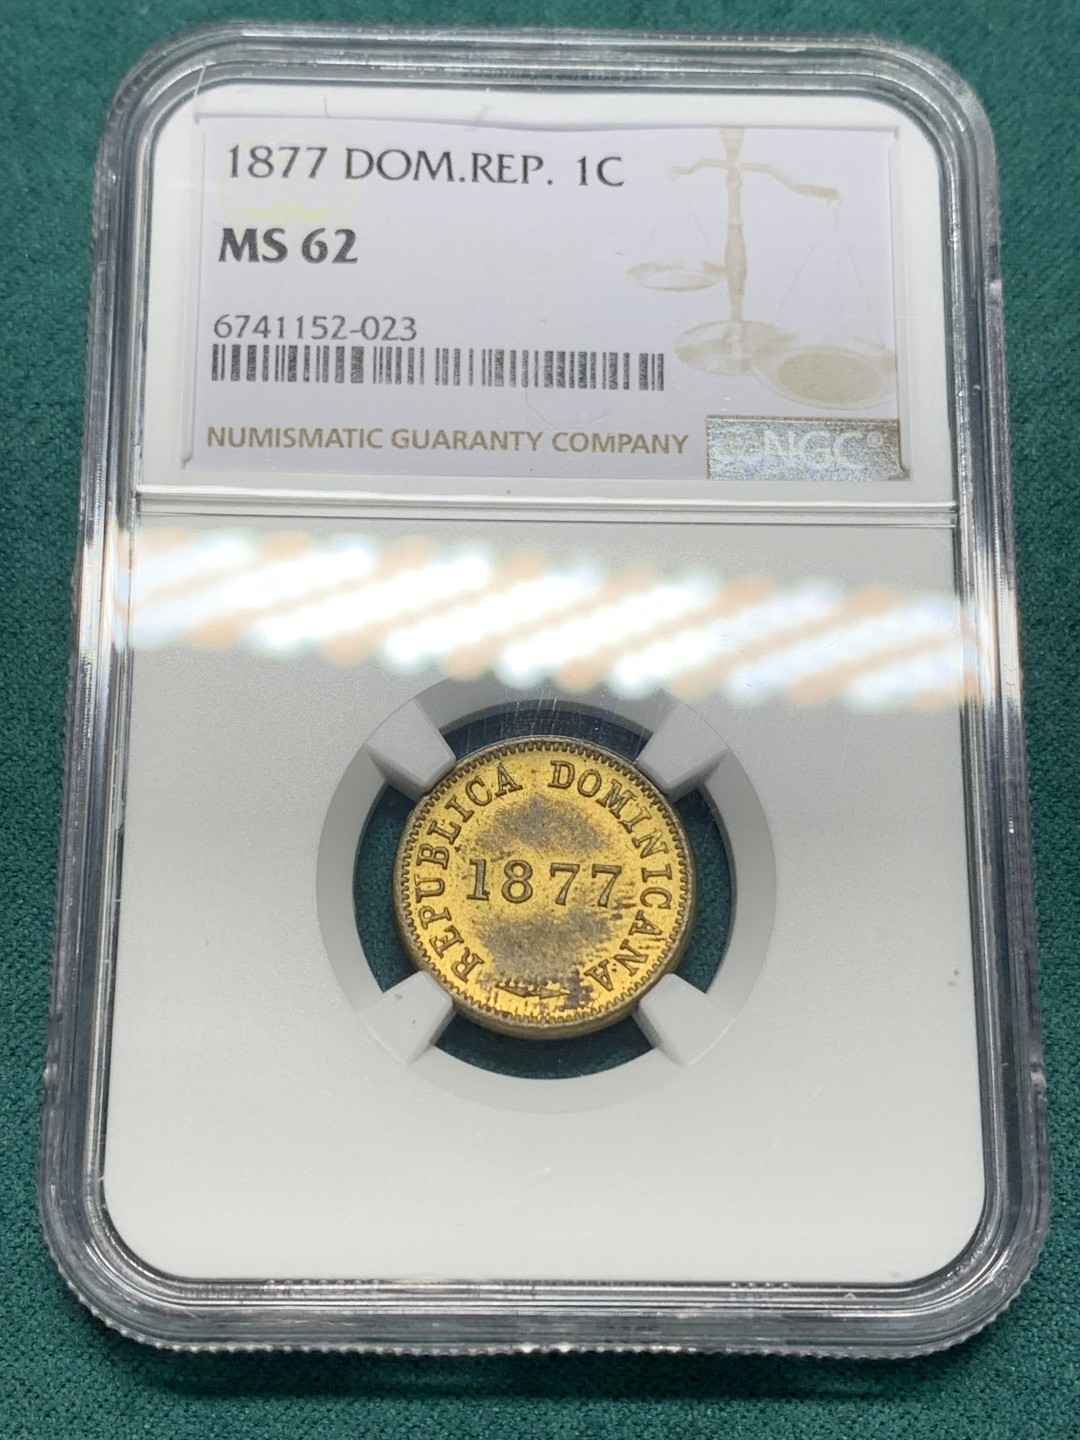 1877 DOM.REP. 1C
MS 62
6741152-023
NUMISMATIC GUARANTY COMPANY
NGC®
REPUBLICA DOMINICANA
1877